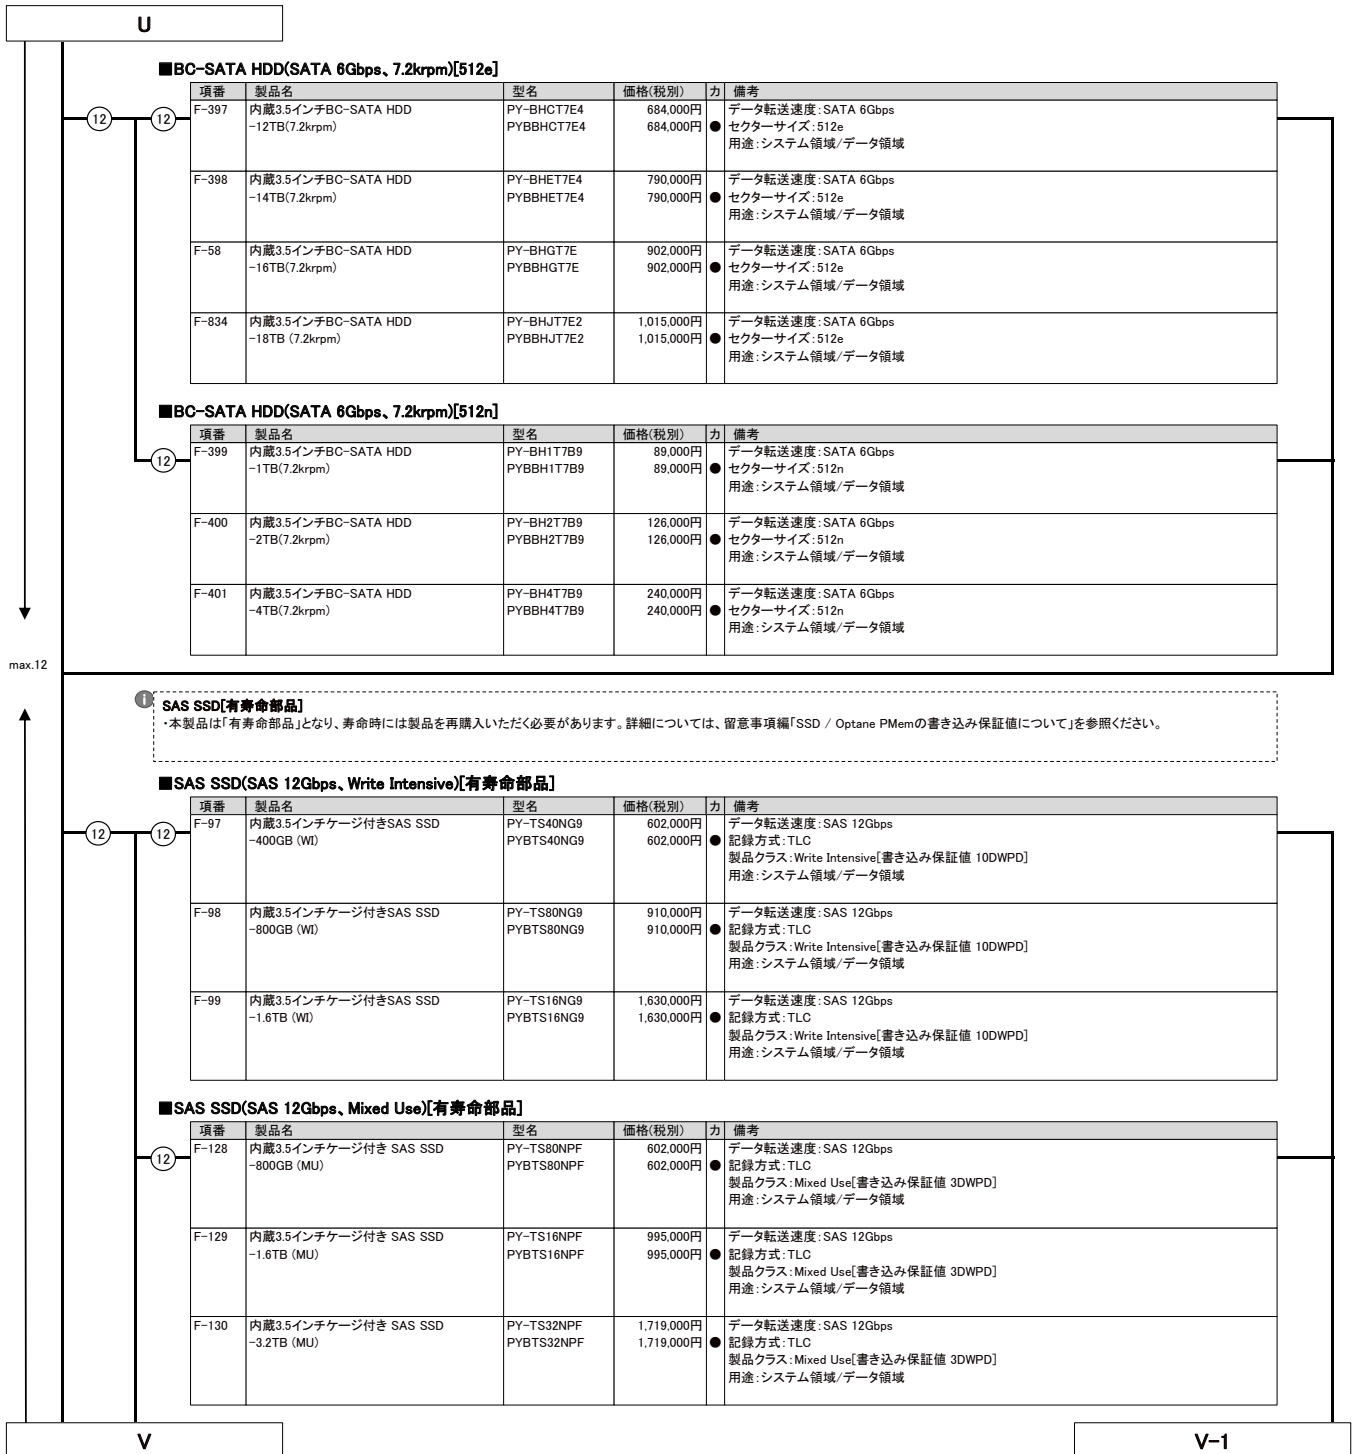 U
■BC-SATA HDD(SATA 6Gbps、7.2krpm)[512e]
項番 製品名 型名 価格(税別) カ 備考
F-397 内蔵3.5インチBC-SATA HDD PY-BHCT7E4 684,000円 データ転送速度:SATA 6Gbps
12 12 -12TB(7.2krpm) PYBBHCT7E4 684,000円 ● セクターサイズ:512e
用途:システム領域/データ領域
F-398 内蔵3.5インチBC-SATA HDD PY-BHET7E4 790,000円 データ転送速度:SATA 6Gbps
-14TB(7.2krpm) PYBBHET7E4 790,000円 ● セクターサイズ:512e
用途:システム領域/データ領域
F-58 内蔵3.5インチBC-SATA HDD PY-BHGT7E 902,000円 データ転送速度:SATA 6Gbps
-16TB(7.2krpm) PYBBHGT7E 902,000円 ● セクターサイズ:512e
用途:システム領域/データ領域
F-834 内蔵3.5インチBC-SATA HDD PY-BHJT7E2 1,015,000円 データ転送速度:SATA 6Gbps
-18TB (7.2krpm) PYBBHJT7E2 1,015,000円 ● セクターサイズ:512e
用途:システム領域/データ領域
■BC-SATA HDD(SATA 6Gbps、7.2krpm)[512n]
項番 製品名 型名 価格(税別) カ 備考
F-399 内蔵3.5インチBC-SATA HDD PY-BH1T7B9 89,000円 データ転送速度:SATA 6Gbps
12 -1TB(7.2krpm) PYBBH1T7B9 89,000円 ● セクターサイズ:512n
用途:システム領域/データ領域
F-400 内蔵3.5インチBC-SATA HDD PY-BH2T7B9 126,000円 データ転送速度:SATA 6Gbps
-2TB(7.2krpm) PYBBH2T7B9 126,000円 ● セクターサイズ:512n
用途:システム領域/データ領域
F-401 内蔵3.5インチBC-SATA HDD PY-BH4T7B9 240,000円 データ転送速度:SATA 6Gbps
-4TB(7.2krpm) PYBBH4T7B9 240,000円 ● セクターサイズ:512n
用途:システム領域/データ領域
max.12
i SAS SSD[有寿命部品]
・本製品は「有寿命部品」となり、寿命時には製品を再購入いただく必要があります。詳細については、留意事項編「SSD / Optane PMemの書き込み保証値について」を参照ください。
■SAS SSD(SAS 12Gbps、Write Intensive)[有寿命部品]
項番 製品名 型名 価格(税別) カ 備考
F-97 内蔵3.5インチケージ付きSAS SSD PY-TS40NG9 602,000円 データ転送速度:SAS 12Gbps
12 12 -400GB (WI) PYBTS40NG9 602,000円 ● 記録方式:TLC
製品クラス:Write Intensive[書き込み保証値 10DWPD]
用途:システム領域/データ領域
F-98 内蔵3.5インチケージ付きSAS SSD PY-TS80NG9 910,000円 データ転送速度:SAS 12Gbps
-800GB (WI) PYBTS80NG9 910,000円 ● 記録方式:TLC
製品クラス:Write Intensive[書き込み保証値 10DWPD]
用途:システム領域/データ領域
F-99 内蔵3.5インチケージ付きSAS SSD PY-TS16NG9 1,630,000円 データ転送速度:SAS 12Gbps
-1.6TB (WI) PYBTS16NG9 1,630,000円 ● 記録方式:TLC
製品クラス:Write Intensive[書き込み保証値 10DWPD]
用途:システム領域/データ領域
■SAS SSD(SAS 12Gbps、Mixed Use)[有寿命部品]
項番 製品名 型名 価格(税別) カ 備考
F-128 内蔵3.5インチケージ付き SAS SSD PY-TS80NPF 602,000円 データ転送速度:SAS 12Gbps
12 -800GB (MU) PYBTS80NPF 602,000円 ● 記録方式:TLC
製品クラス:Mixed Use[書き込み保証値 3DWPD]
用途:システム領域/データ領域
F-129 内蔵3.5インチケージ付き SAS SSD PY-TS16NPF 995,000円 データ転送速度:SAS 12Gbps
-1.6TB (MU) PYBTS16NPF 995,000円 ● 記録方式:TLC
製品クラス:Mixed Use[書き込み保証値 3DWPD]
用途:システム領域/データ領域
F-130 内蔵3.5インチケージ付き SAS SSD PY-TS32NPF 1,719,000円 データ転送速度:SAS 12Gbps
-3.2TB (MU) PYBTS32NPF 1,719,000円 ● 記録方式:TLC
製品クラス:Mixed Use[書き込み保証値 3DWPD]
用途:システム領域/データ領域
V V-1